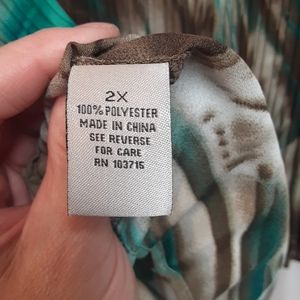 2X
100% POLYESTER
MADE IN CHINA
SEE REVERSE
FOR CARE
RN 103715